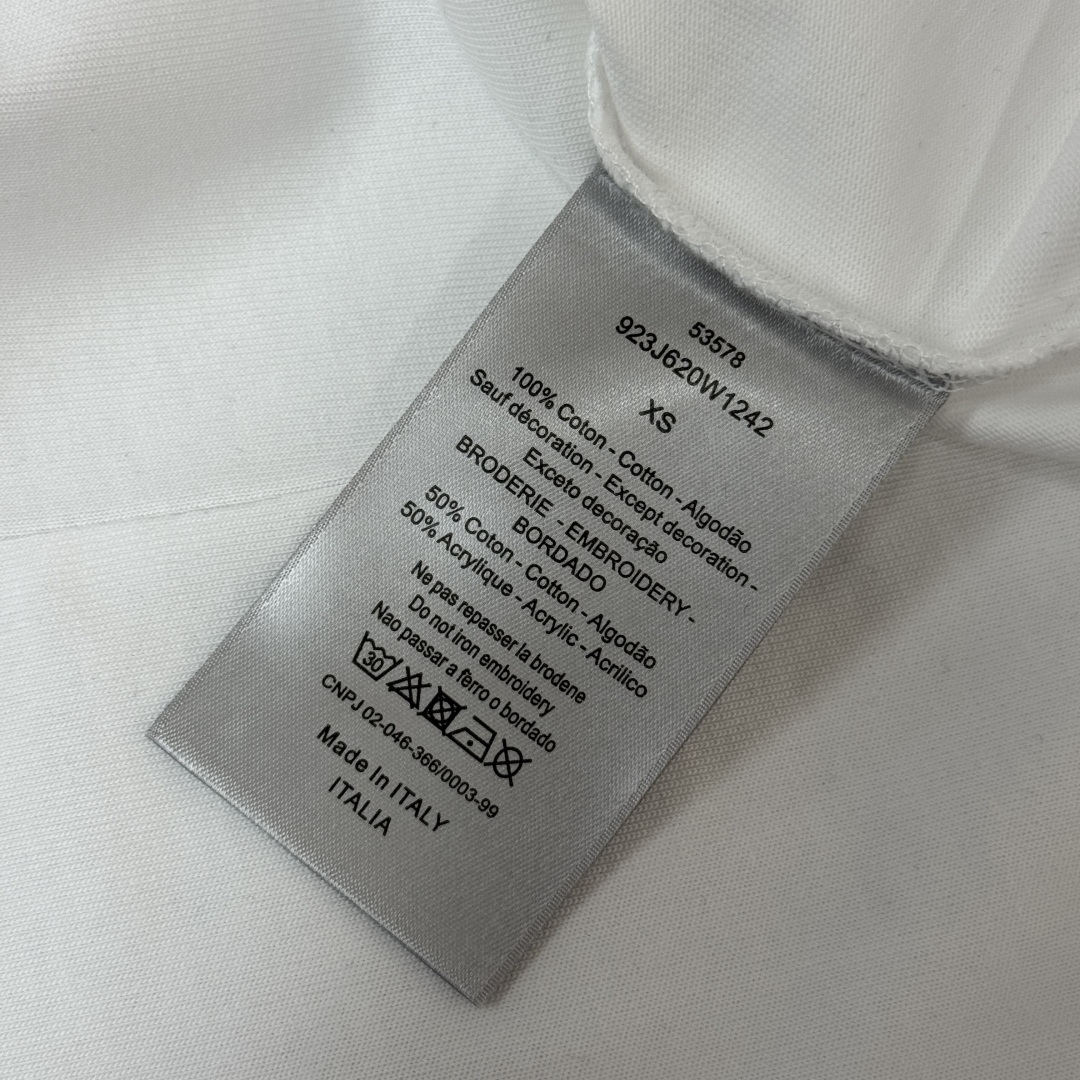 53578
923J620W1242
XS
100% Coton - Cotton - Algodão
Sauf décoration - Except decoration -
Exceto decoração
BRODERIE - EMBROIDERY -
BORDADO
50% Coton - Cotton - Algodão
50% Acrylique - Acrylic - Acrilico
Ne pas repasser la brodene
Do not iron embroidery
Nao passar a fèrro o bordado
30
CNPJ 02-046-366/0003-99
Made In ITALY
ITALIA